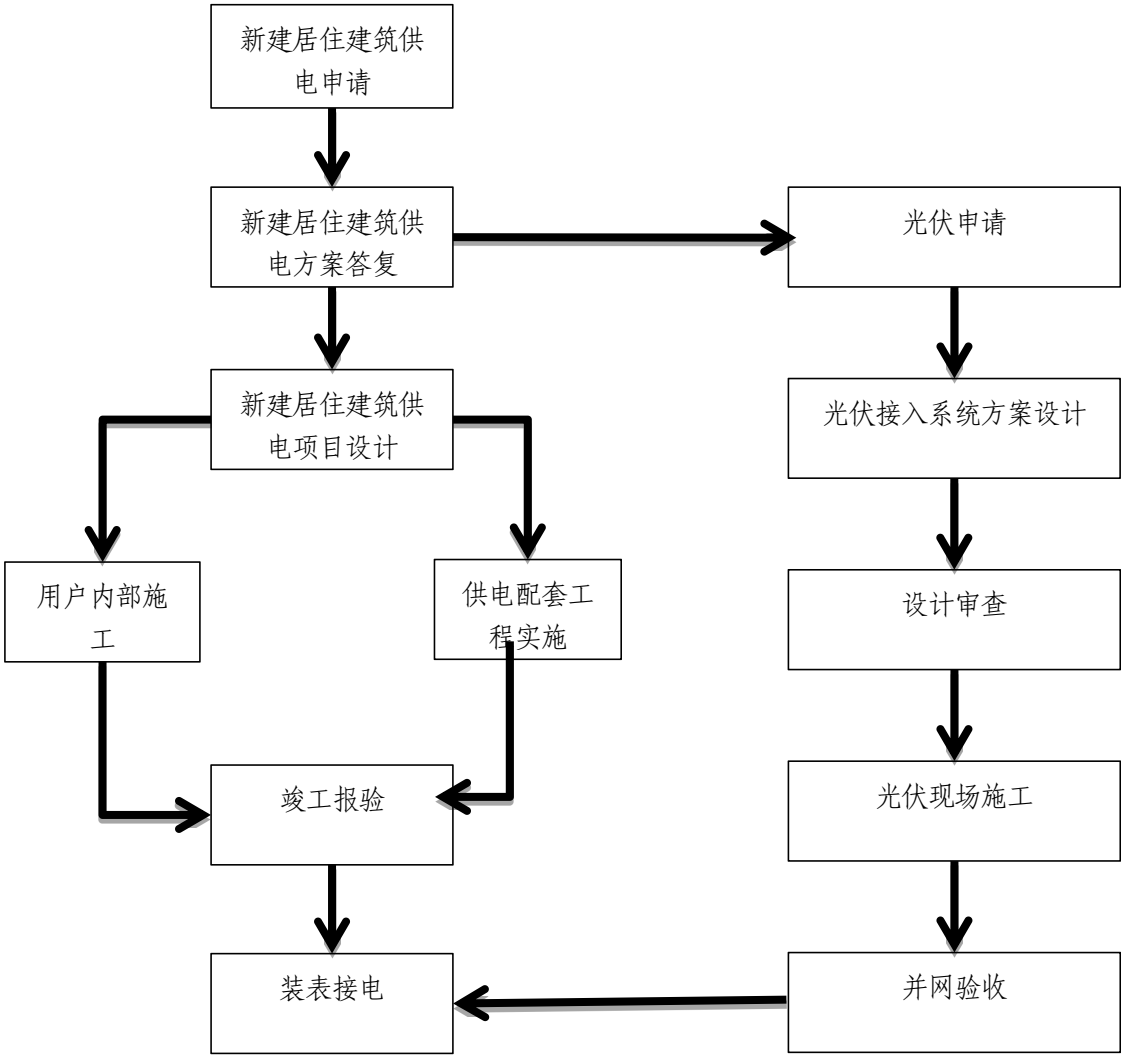 新建居住建筑供
电申请
新建居住建筑供
电方案答复
光伏申请
新建居住建筑供
电项目设计
光伏接入系统方案设计
用户内部施
工
供电配套工
程实施
设计审查
竣工报验
光伏现场施工
装表接电
并网验收